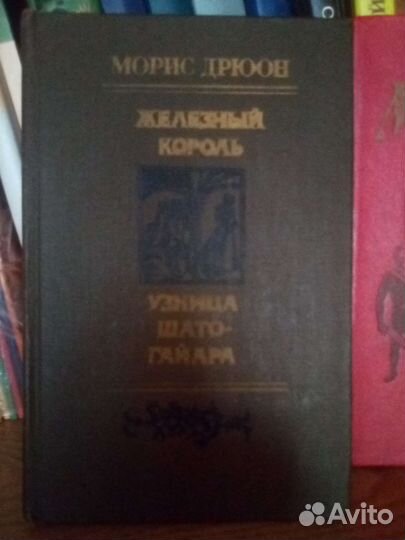 МОРИС ДРЮОН
ЖЕЛЕЗНЫЙ
КОРОЛЬ
УЗНИЦА
ШАТО-
ГАЙАРА
Avito